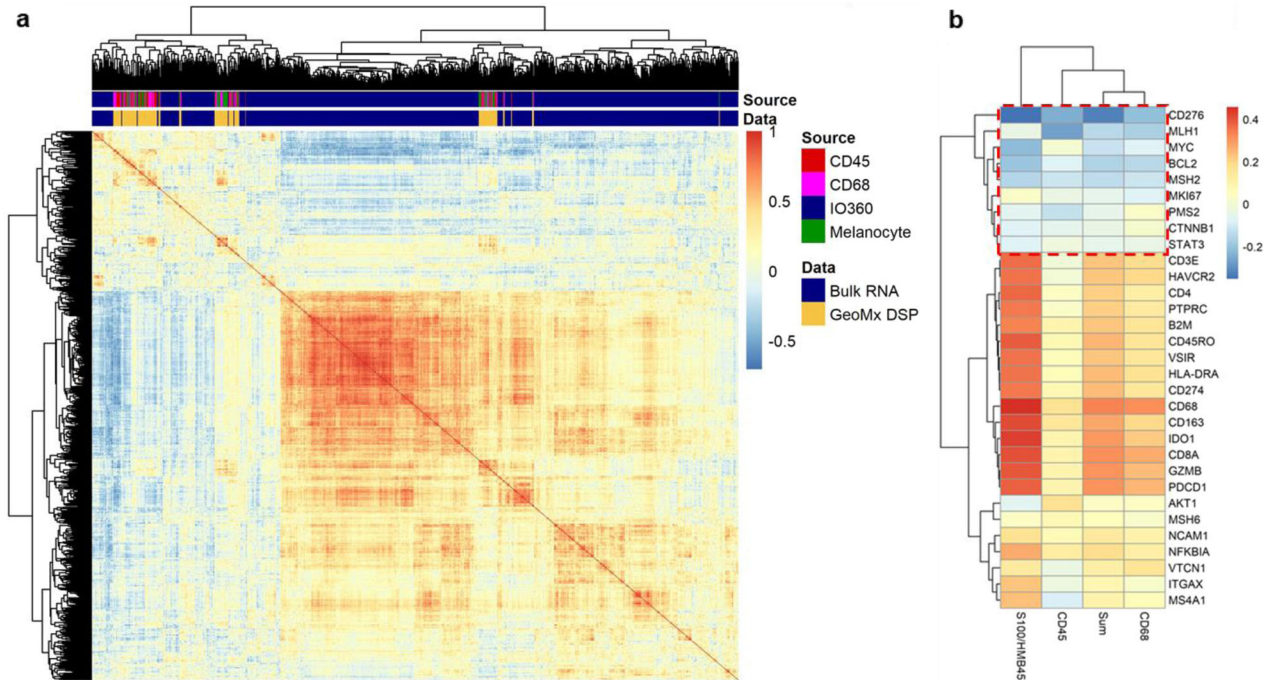 a
Source
Data
1
0.5
0
-0.5
Source
CD45
CD68
IO360
Melanocyte
Data
Bulk RNA
GeoMx DSP
b
CD276
MLH1
MYC
BCL2
MSH2
MKI67
PMS2
CTNNB1
STAT3
CD3E
HAVCR2
CD4
PTPRC
B2M
CD45RO
VSIR
HLA-DRA
CD274
CD68
CD163
IDO1
CD8A
GZMB
PDCD1
AKT1
MSH6
NCAM1
NFKBIA
VTCN1
ITGAX
MS4A1
0.4
0.2
0
-0.2
S100/HMB45
CD45
Sum
CD68